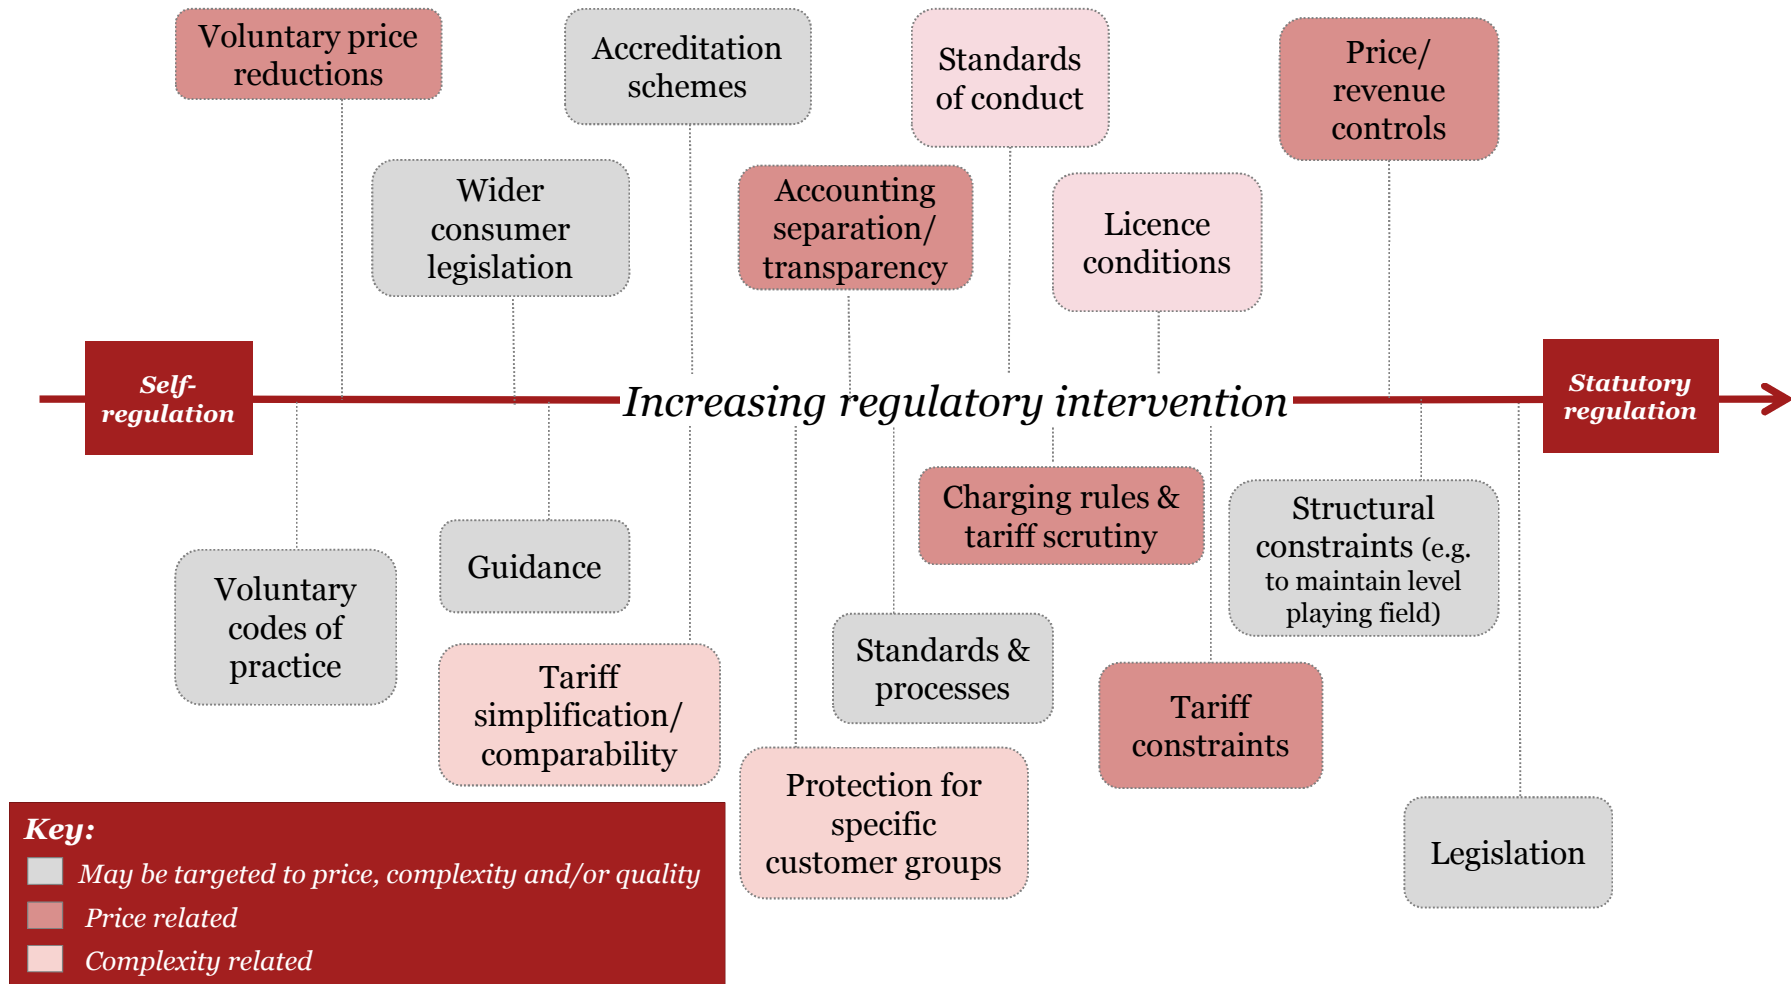 Voluntary price
reductions
Accreditation
schemes
Standards
of conduct
Price/
revenue
controls
Wider
consumer
legislation
Accounting
separation/
transparency
Licence
conditions
Self-
regulation
Increasing regulatory intervention
Statutory
regulation
Voluntary
codes of
practice
Guidance
Tariff
simplification/
comparability
Protection for
specific
customer groups
Standards &
processes
Charging rules &
tariff scrutiny
Tariff
constraints
Structural
constraints (e.g.
to maintain level
playing field)
Legislation
Key:
May be targeted to price, complexity and/or quality
Price related
Complexity related